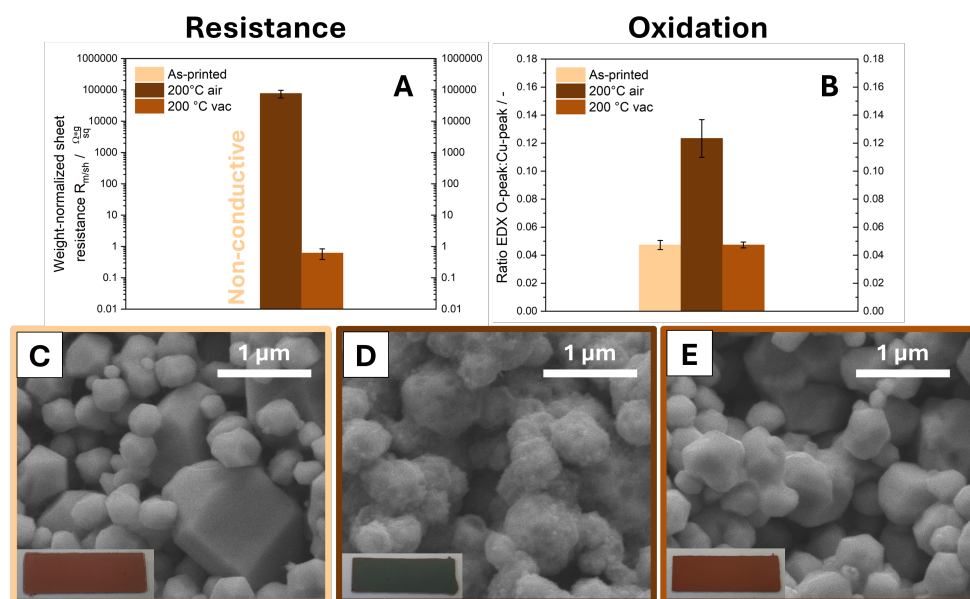 Resistance
Oxidation
1000000
100000
10000
1000
100
10
1
0.1
0.01
Weight-normalized sheet
resistance R_m/sh / Ω*g/sq
As-printed
200°C air
200 °C vac
A
Non-conductive
1000000
100000
10000
1000
100
10
1
0.1
0.01
0.18
0.16
0.14
0.12
0.10
0.08
0.06
0.04
0.02
0.00
Ratio EDX O-peak:Cu-peak / -
As-printed
200°C air
200 °C vac
B
0.18
0.16
0.14
0.12
0.10
0.08
0.06
0.04
0.02
0.00
C
1 µm
D
1 µm
E
1 µm